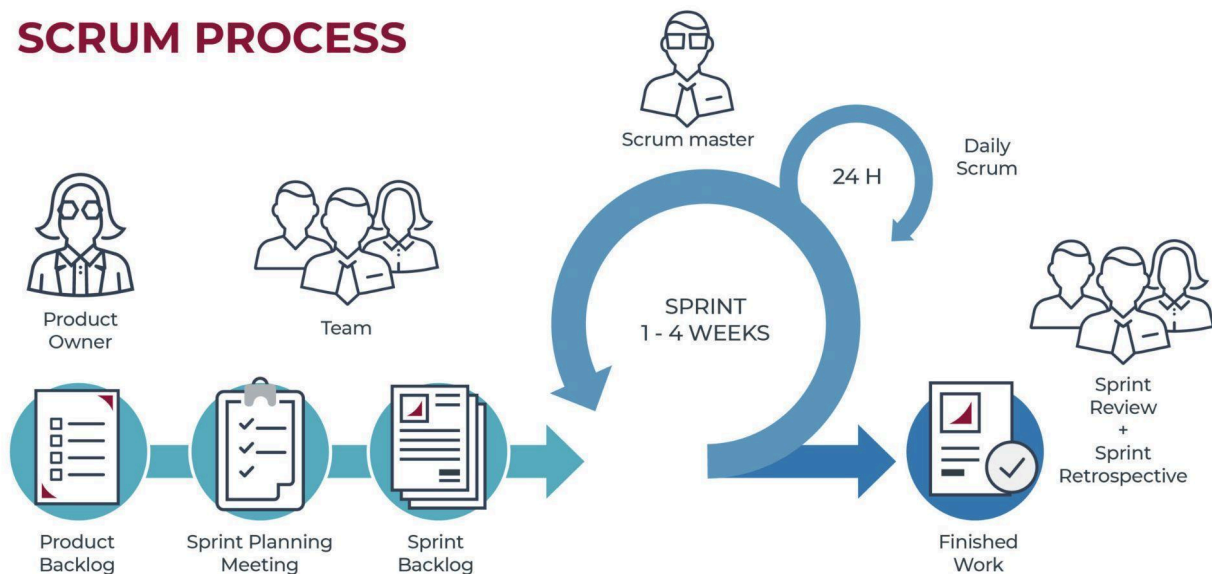 SCRUM PROCESS
Scrum master
Daily
Scrum
24 H
Product
Owner
Team
SPRINT
1 - 4 WEEKS
Sprint
Review
+
Sprint
Retrospective
Product
Backlog
Sprint Planning
Meeting
Sprint
Backlog
Finished
Work